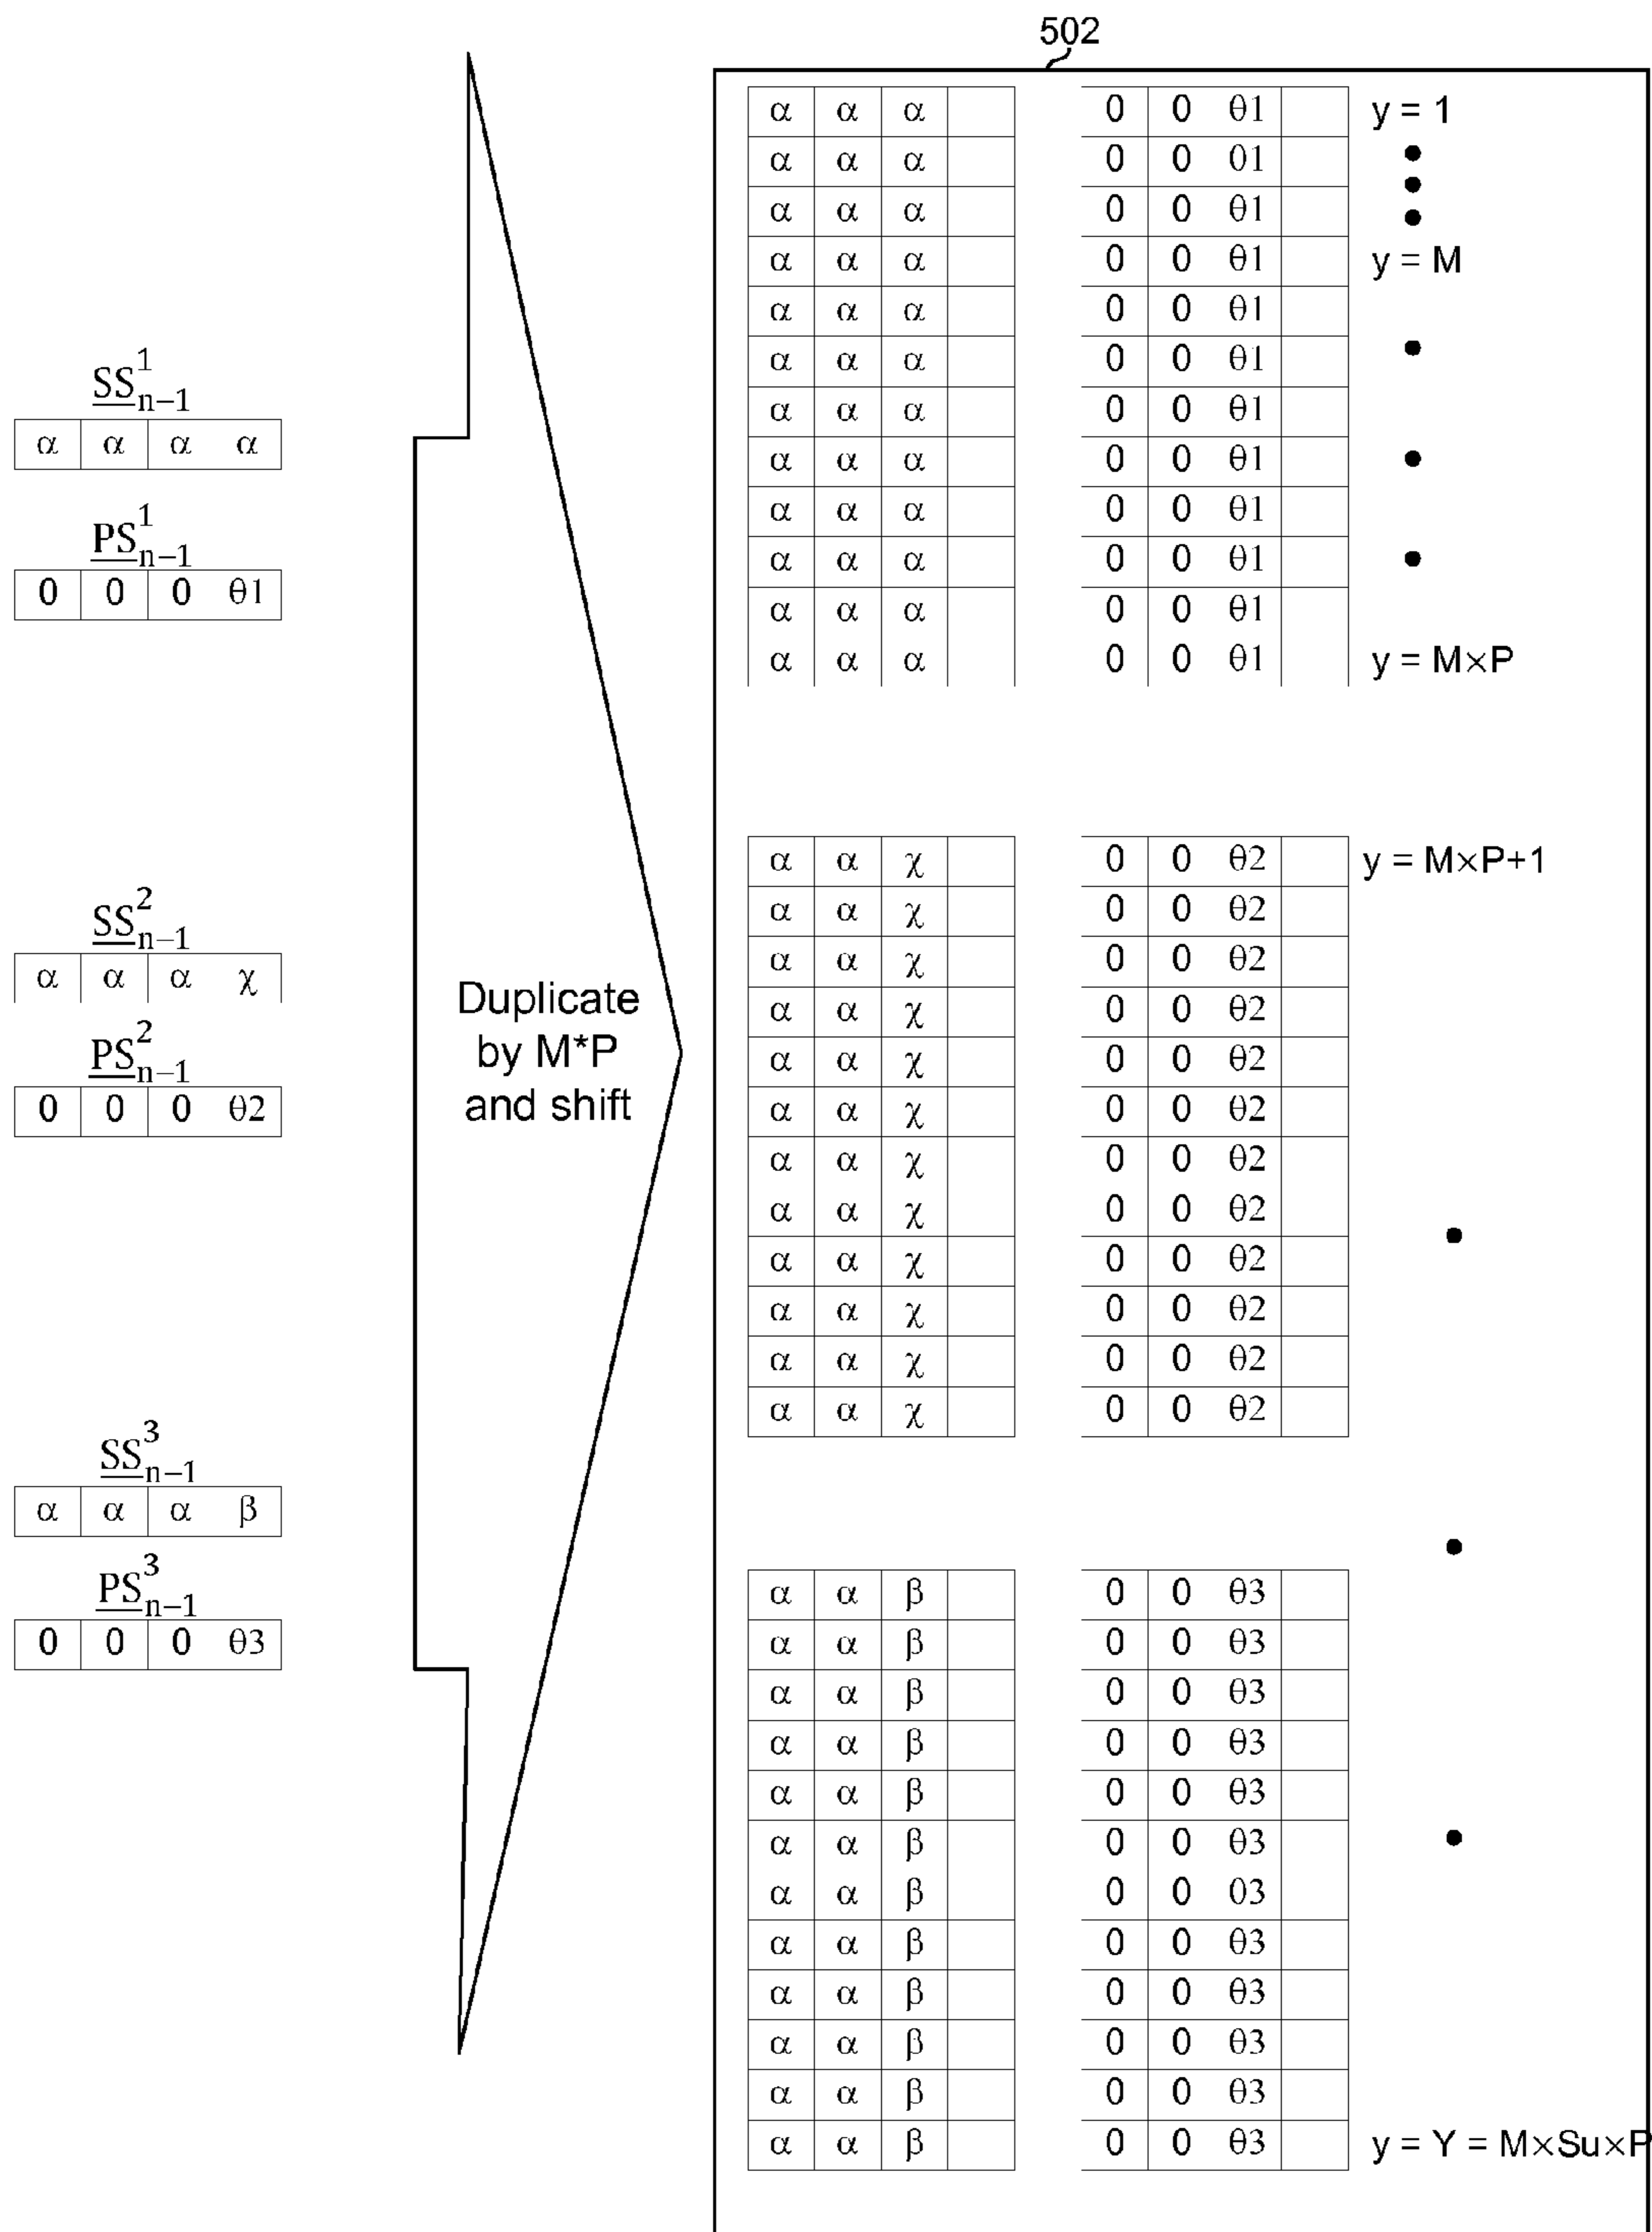 502
SS¹n−1
α α α α
PS¹n−1
0 0 0 θ1
SS²n−1
α α α χ
PS²n−1
0 0 0 θ2
SS³n−1
α α α β
PS³n−1
0 0 0 θ3
Duplicate
by M*P
and shift
α α α 0 0 θ1 y = 1
α α α 0 0 θ1
α α α 0 0 θ1
α α α 0 0 θ1 y = M
α α α 0 0 θ1
α α α 0 0 θ1
α α α 0 0 θ1
α α α 0 0 θ1
α α α 0 0 θ1
α α α 0 0 θ1
α α α 0 0 θ1
α α α 0 0 θ1 y = M×P
α α χ 0 0 θ2 y = M×P+1
α α χ 0 0 θ2
α α χ 0 0 θ2
α α χ 0 0 θ2
α α χ 0 0 θ2
α α χ 0 0 θ2
α α χ 0 0 θ2
α α χ 0 0 θ2
α α χ 0 0 θ2
α α χ 0 0 θ2
α α χ 0 0 θ2
α α χ 0 0 θ2
α α β 0 0 θ3
α α β 0 0 θ3
α α β 0 0 θ3
α α β 0 0 θ3
α α β 0 0 θ3
α α β 0 0 θ3
α α β 0 0 θ3
α α β 0 0 θ3
α α β 0 0 θ3
α α β 0 0 θ3
α α β 0 0 θ3
α α β 0 0 θ3 y = Y = M×Su×P